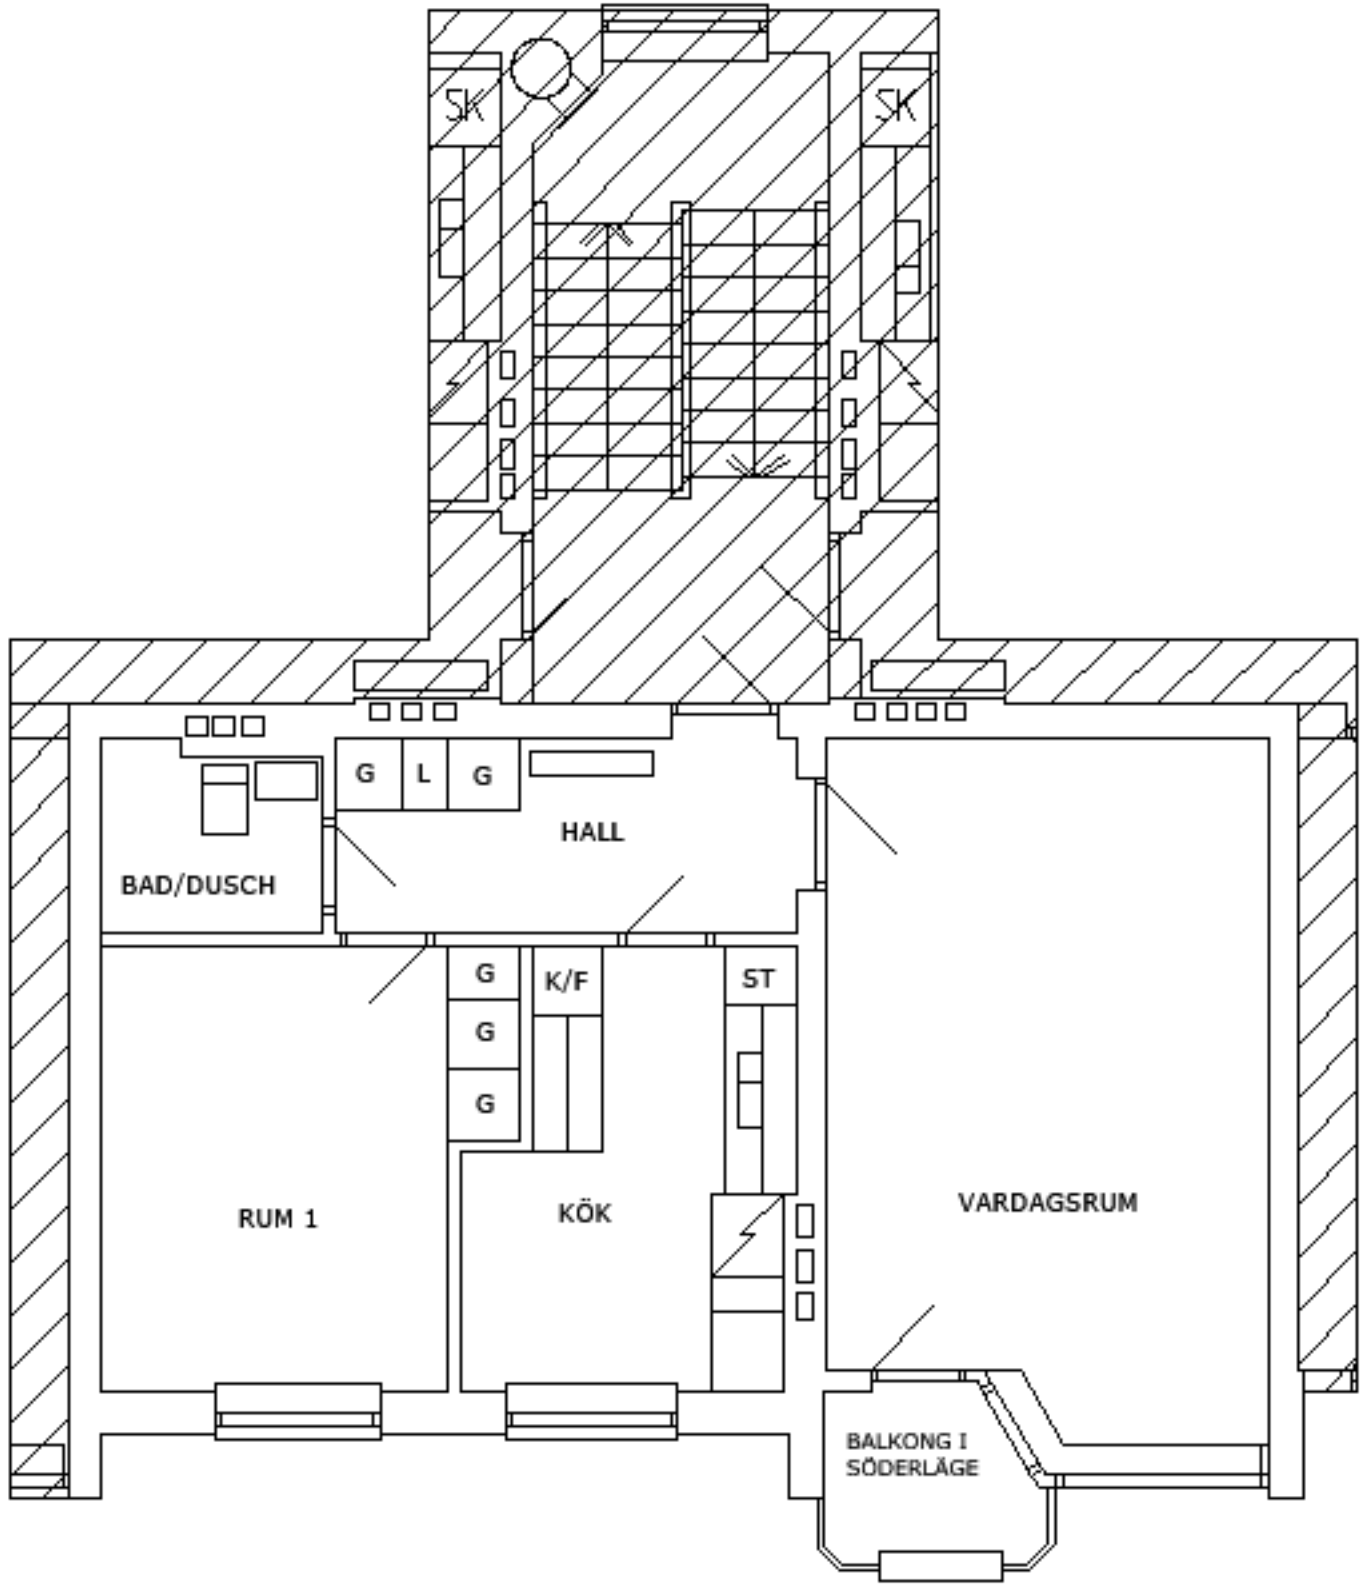 SK
SK
G
L
G
HALL
BAD/DUSCH
G
K/F
ST
G
G
RUM 1
KÖK
VARDAGSRUM
BALKONG I
SÖDERLÄGE